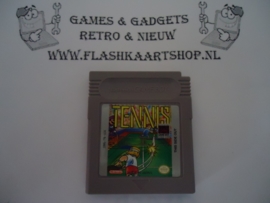 GAMES & GADGETS
RETRO & NIEUW
WWW.FLASHKAARTSHOP.NL
TENNIS